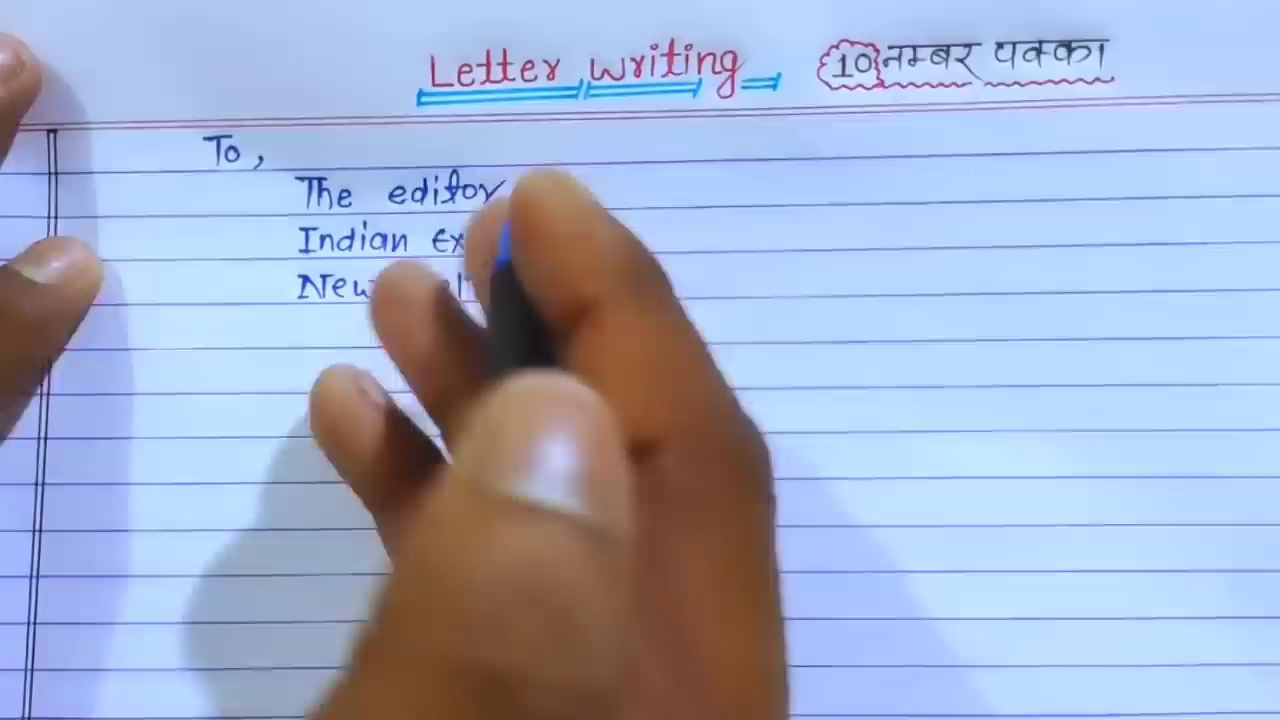 Letter writing 10 नम्बर पक्का
To,
The editor
Indian
New